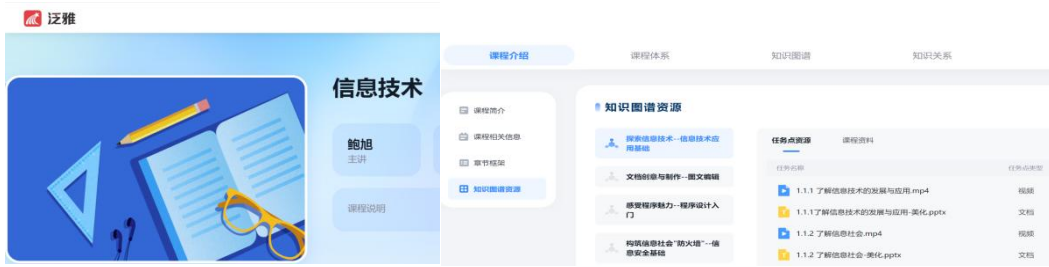 泛雅
信息技术
鲍旭
主讲
课程说明
课程介绍
课程体系
知识图谱
知识关系
课程简介
课程相关信息
章节框架
知识图谱资源
知识图谱资源
探索信息技术--信息技术应
用基础
文档创意与制作--图文编辑
感受程序魅力--程序设计入
门
构筑信息社会"防火墙"--信
息安全基础
任务点资源
课程资料
任务名称
任务点类型
1.1.1 了解信息技术的发展与应用.mp4
视频
1.1.1了解信息技术的发展与应用-美化.pptx
文档
1.1.2 了解信息社会.mp4
视频
1.1.2 了解信息社会-美化.pptx
文档